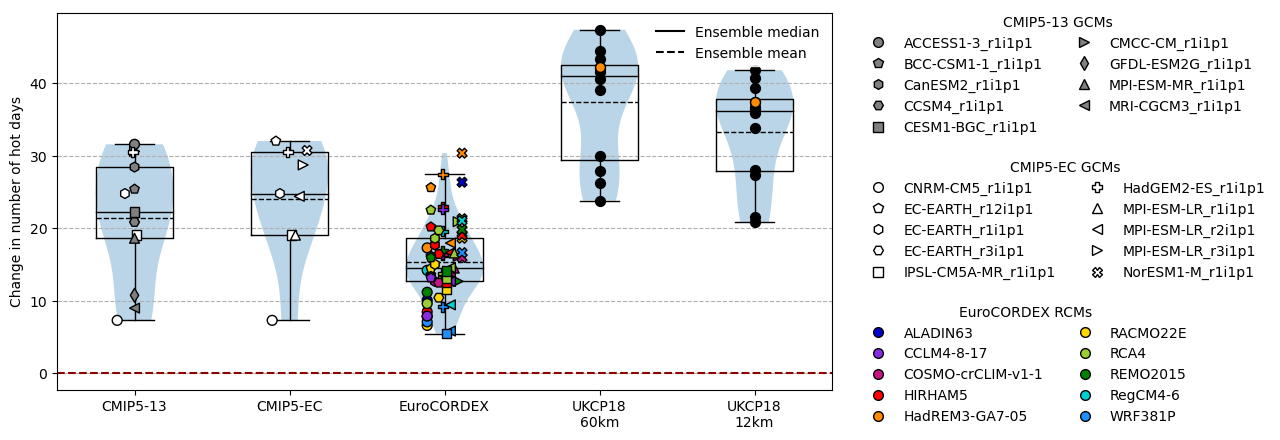 Change in number of hot days
40
30
20
10
0
Ensemble median
Ensemble mean
CMIP5-13
CMIP5-EC
EuroCORDEX
UKCP18
60km
UKCP18
12km
CMIP5-13 GCMs
ACCESS1-3_r1i1p1
BCC-CSM1-1_r1i1p1
CanESM2_r1i1p1
CCSM4_r1i1p1
CESM1-BGC_r1i1p1
CMCC-CM_r1i1p1
GFDL-ESM2G_r1i1p1
MPI-ESM-MR_r1i1p1
MRI-CGCM3_r1i1p1
CMIP5-EC GCMs
CNRM-CM5_r1i1p1
EC-EARTH_r12i1p1
EC-EARTH_r1i1p1
EC-EARTH_r3i1p1
IPSL-CM5A-MR_r1i1p1
HadGEM2-ES_r1i1p1
MPI-ESM-LR_r1i1p1
MPI-ESM-LR_r2i1p1
MPI-ESM-LR_r3i1p1
NorESM1-M_r1i1p1
EuroCORDEX RCMs
ALADIN63
CCLM4-8-17
COSMO-crCLIM-v1-1
HIRHAM5
HadREM3-GA7-05
RACMO22E
RCA4
REMO2015
RegCM4-6
WRF381P